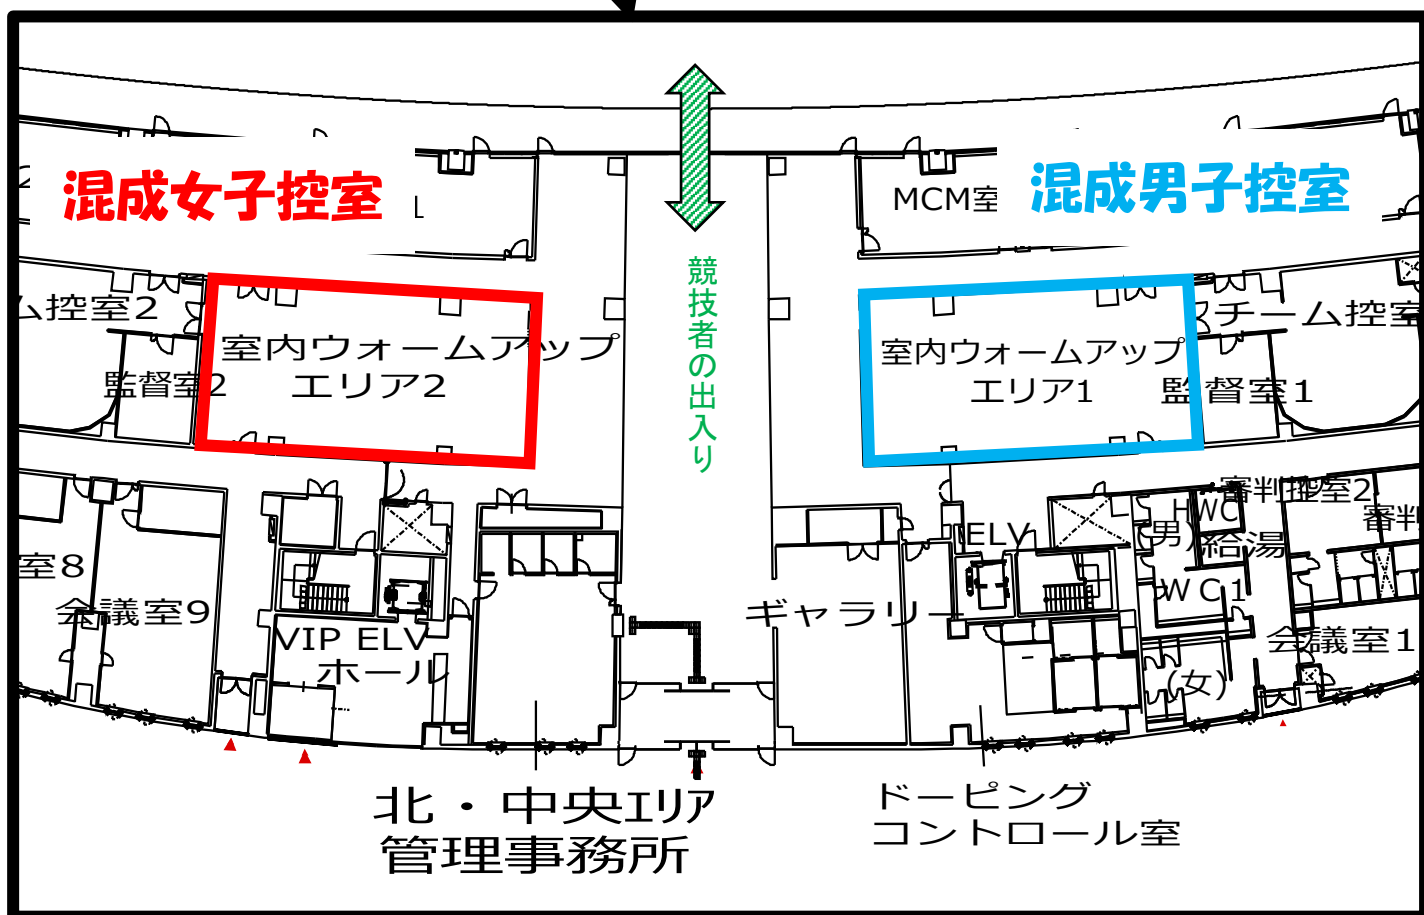 混成女子控室
MCM室
混成男子控室
競技者の出入り
ム控室2
室内ウォームアップ
エリア2
監督室2
室内ウォームアップ
エリア1
チーム控室
監督室1
審判控室2
審判
HWC
(男)
給湯
ELV
WC1
室8
会議室9
VIP ELV
ホール
ギャラリー
会議室1
(女)
北・中央エリア
管理事務所
ドーピング
コントロール室